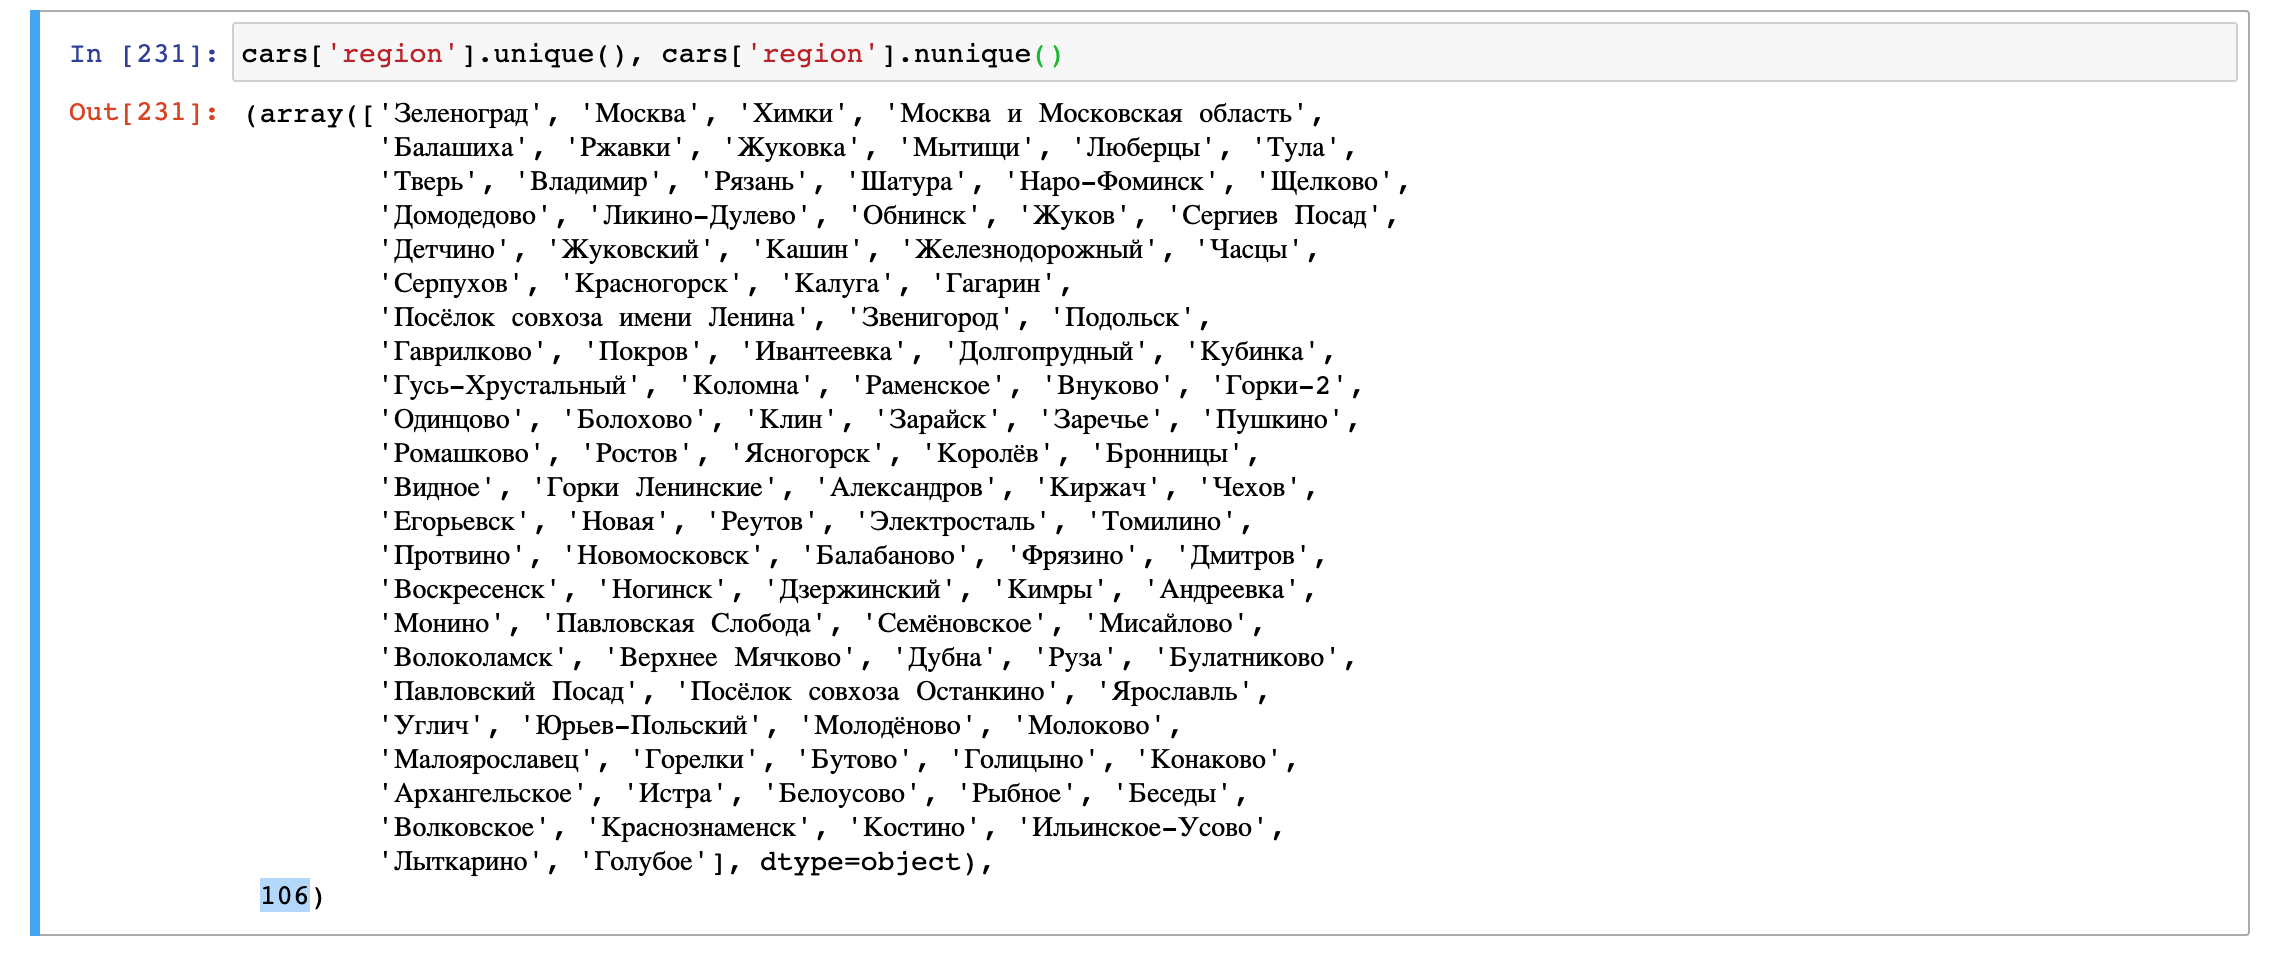 In [231]: cars['region'].unique(), cars['region'].nunique()
Out[231]: (array(['Зеленоград', 'Москва', 'Химки', 'Москва и Московская область',
'Балашиха', 'Ржавки', 'Жуковка', 'Мытищи', 'Люберцы', 'Тула',
'Тверь', 'Владимир', 'Рязань', 'Шатура', 'Наро-Фоминск', 'Щелково',
'Домодедово', 'Ликино-Дулево', 'Обнинск', 'Жуков', 'Сергиев Посад',
'Детчино', 'Жуковский', 'Кашин', 'Железнодорожный', 'Часцы',
'Серпухов', 'Красногорск', 'Калуга', 'Гагарин',
'Посёлок совхоза имени Ленина', 'Звенигород', 'Подольск',
'Гаврилково', 'Покров', 'Ивантеевка', 'Долгопрудный', 'Кубинка',
'Гусь-Хрустальный', 'Коломна', 'Раменское', 'Внуково', 'Горки-2',
'Одинцово', 'Болохово', 'Клин', 'Зарайск', 'Заречье', 'Пушкино',
'Ромашково', 'Ростов', 'Ясногорск', 'Королёв', 'Бронницы',
'Видное', 'Горки Ленинские', 'Александров', 'Киржач', 'Чехов',
'Егорьевск', 'Новая', 'Реутов', 'Электросталь', 'Томилино',
'Протвино', 'Новомосковск', 'Балабаново', 'Фрязино', 'Дмитров',
'Воскресенск', 'Ногинск', 'Дзержинский', 'Кимры', 'Андреевка',
'Монино', 'Павловская Слобода', 'Семёновское', 'Мисайлово',
'Волоколамск', 'Верхнее Мячково', 'Дубна', 'Руза', 'Булатниково',
'Павловский Посад', 'Посёлок совхоза Останкино', 'Ярославль',
'Углич', 'Юрьев-Польский', 'Молодёново', 'Молоково',
'Малоярославец', 'Горелки', 'Бутово', 'Голицыно', 'Конаково',
'Архангельское', 'Истра', 'Белоусово', 'Рыбное', 'Беседы',
'Волковское', 'Краснознаменск', 'Костино', 'Ильинское-Усово',
'Лыткарино', 'Голубое'], dtype=object),
106)